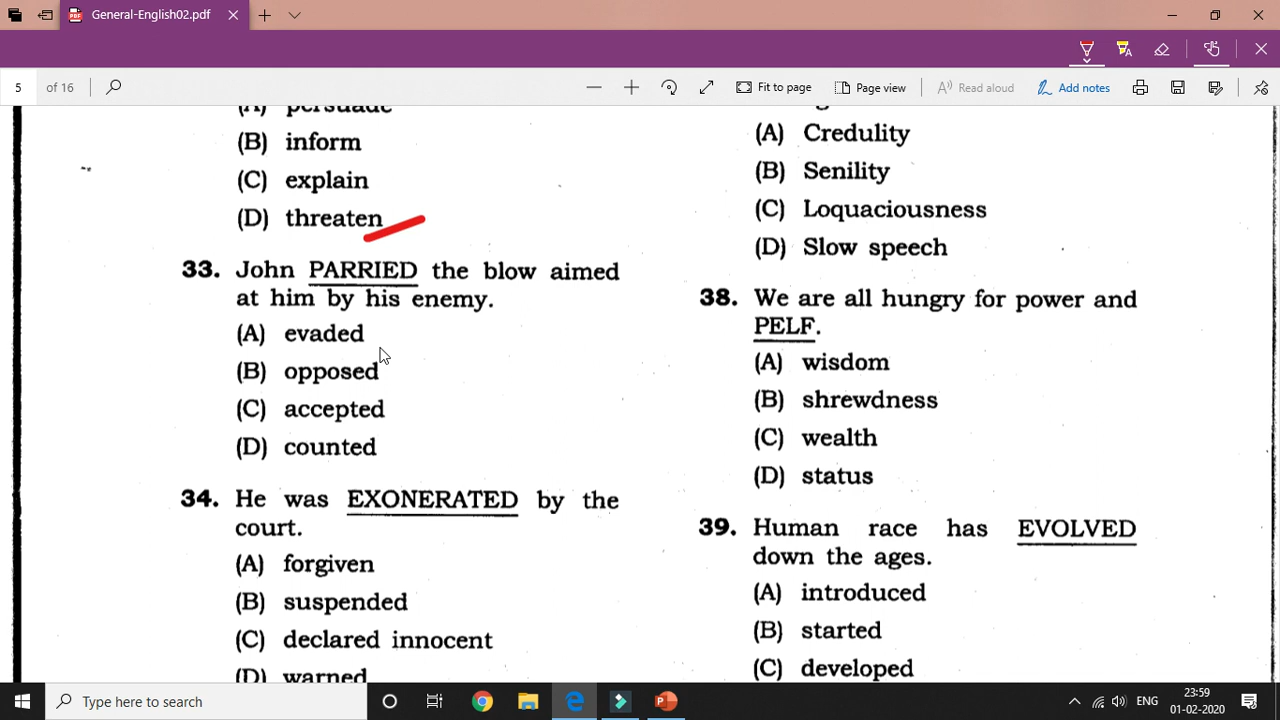 General-English02.pdf
5 of 16
Fit to page
Page view
Read aloud
Add notes
(A) persuade
(B) inform
(C) explain
(D) threaten
33. John PARRIED the blow aimed
at him by his enemy.
(A) evaded
(B) opposed
(C) accepted
(D) counted
34. He was EXONERATED by the
court.
(A) forgiven
(B) suspended
(C) declared innocent
(D) warned
(A) Credulity
(B) Senility
(C) Loquaciousness
(D) Slow speech
38. We are all hungry for power and
PELF.
(A) wisdom
(B) shrewdness
(C) wealth
(D) status
39. Human race has EVOLVED
down the ages.
(A) introduced
(B) started
(C) developed
Type here to search
ENG
23:59
01-02-2020